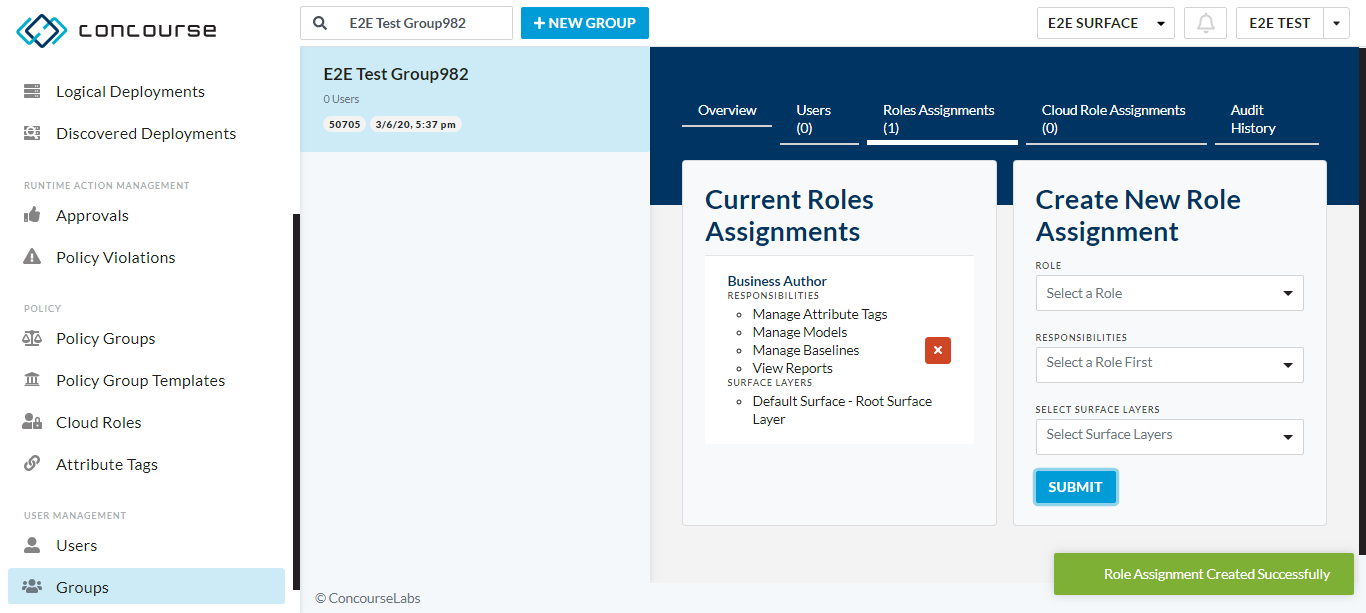 concourse
E2E Test Group982
+ NEW GROUP
E2E SURFACE
E2E TEST
Logical Deployments
Discovered Deployments
RUNTIME ACTION MANAGEMENT
Approvals
Policy Violations
POLICY
Policy Groups
Policy Group Templates
Cloud Roles
Attribute Tags
USER MANAGEMENT
Users
Groups
E2E Test Group982
0 Users
50705 3/6/20, 5:37 pm
Overview
Users
(0)
Roles Assignments
(1)
Cloud Role Assignments
(0)
Audit
History
Current Roles
Assignments
Business Author
RESPONSIBILITIES
Manage Attribute Tags
Manage Models
Manage Baselines
View Reports
SURFACE LAYERS
Default Surface - Root Surface
Layer
Create New Role
Assignment
ROLE
Select a Role
RESPONSIBILITIES
Select a Role First
SELECT SURFACE LAYERS
Select Surface Layers
SUBMIT
Role Assignment Created Successfully
© ConcourseLabs